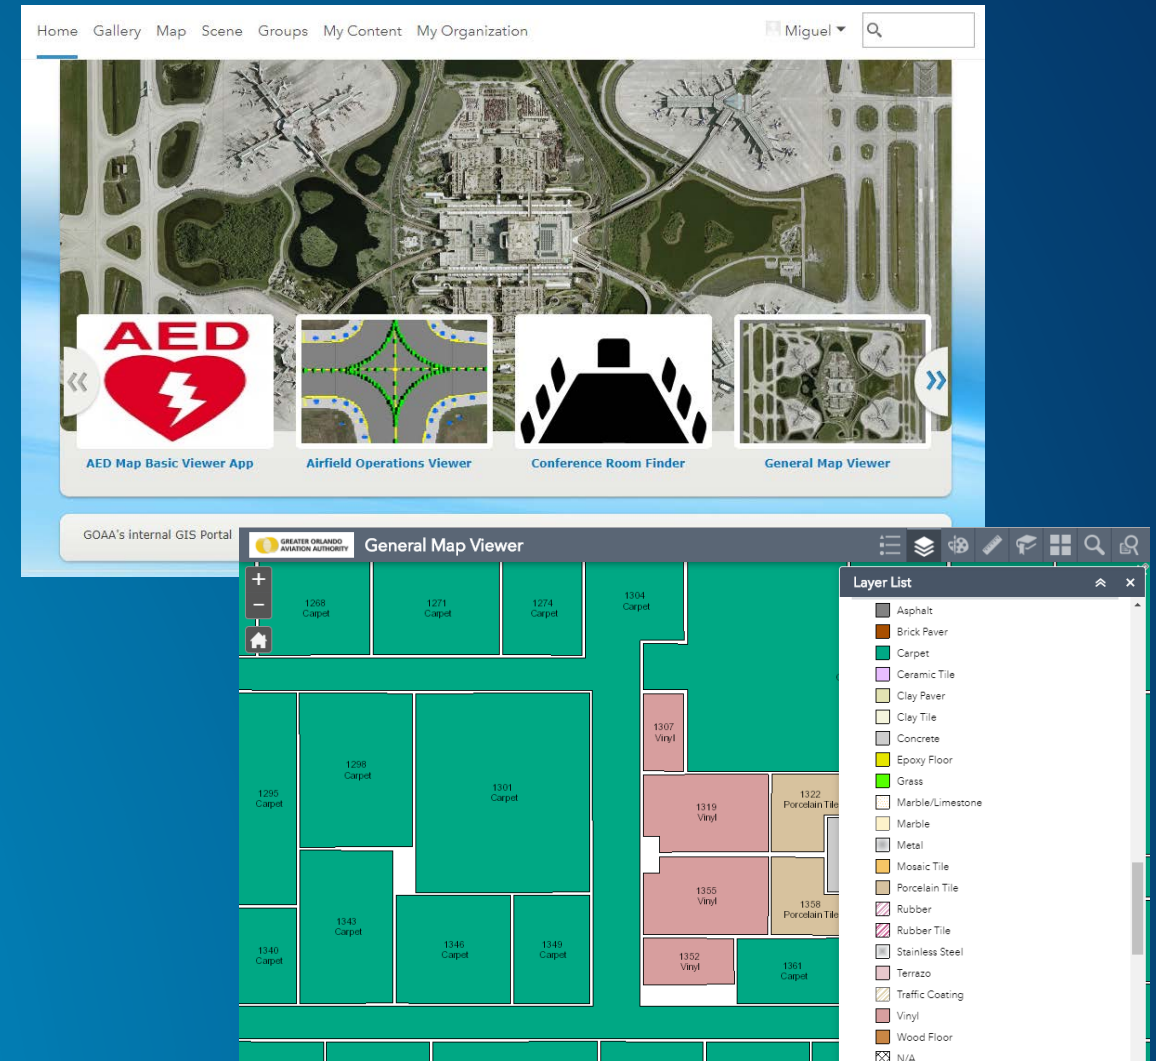 Home Gallery Map Scene Groups My Content My Organization Miguel
AED
AED Map Basic Viewer App Airfield Operations Viewer Conference Room Finder General Map Viewer
GOAA's internal GIS Portal
GREATER ORLANDO
AVIATION AUTHORITY
General Map Viewer
Layer List
Asphalt
Brick Paver
Carpet
Ceramic Tile
Clay Paver
Clay Tile
Concrete
Epoxy Floor
Grass
Marble/Limestone
Marble
Metal
Mosaic Tile
Porcelain Tile
Rubber
Rubber Tile
Stainless Steel
Terrazo
Traffic Coating
Vinyl
Wood Floor
N/A
1268
Carpet
1271
Carpet
1274
Carpet
1304
Carpet
1307
Vinyl
1298
Carpet
1301
Carpet
1295
Carpet
1319
Vinyl
1322
Porcelain Tile
1355
Vinyl
1358
Porcelain Tile
1343
Carpet
1340
Carpet
1346
Carpet
1349
Carpet
1352
Vinyl
1361
Carpet